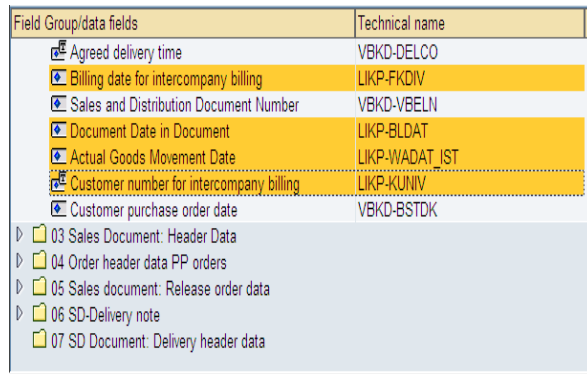 Field Group/data fields Technical name
Agreed delivery time VBKD-DELCO
Billing date for intercompany billing LIKP-FKDIV
Sales and Distribution Document Number VBKD-VBELN
Document Date in Document LIKP-BLDAT
Actual Goods Movement Date LIKP-WADAT_IST
Customer number for intercompany billing LIKP-KUNIV
Customer purchase order date VBKD-BSTDK
03 Sales Document: Header Data
04 Order header data PP orders
05 Sales document: Release order data
06 SD-Delivery note
07 SD Document: Delivery header data